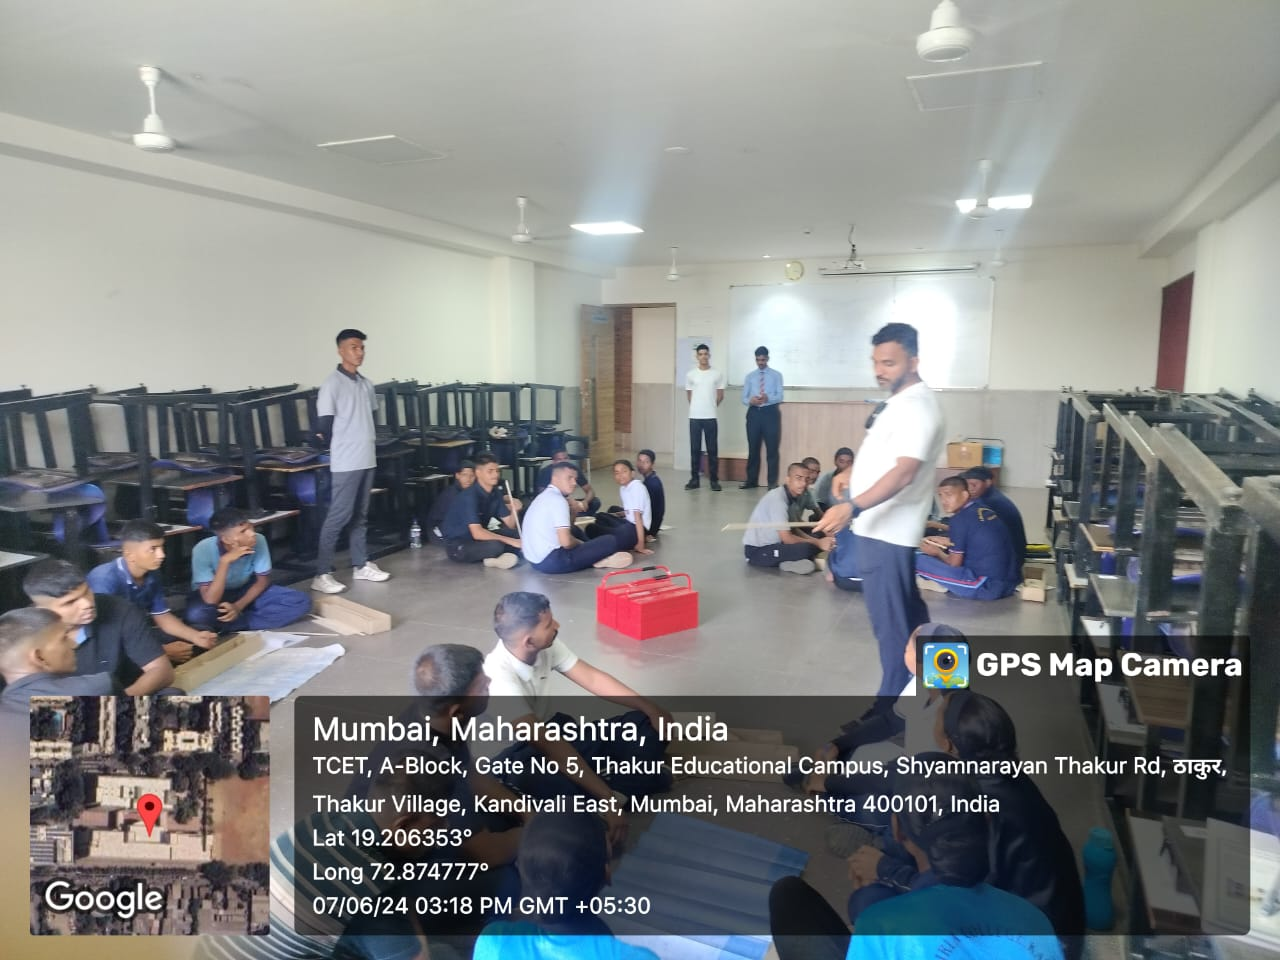 GPS Map Camera
Mumbai, Maharashtra, India
TCET, A-Block, Gate No 5, Thakur Educational Campus, Shyamnarayan Thakur Rd, ठाकुर,
Thakur Village, Kandivali East, Mumbai, Maharashtra 400101, India
Lat 19.206353°
Long 72.874777°
07/06/24 03:18 PM GMT +05:30
Google